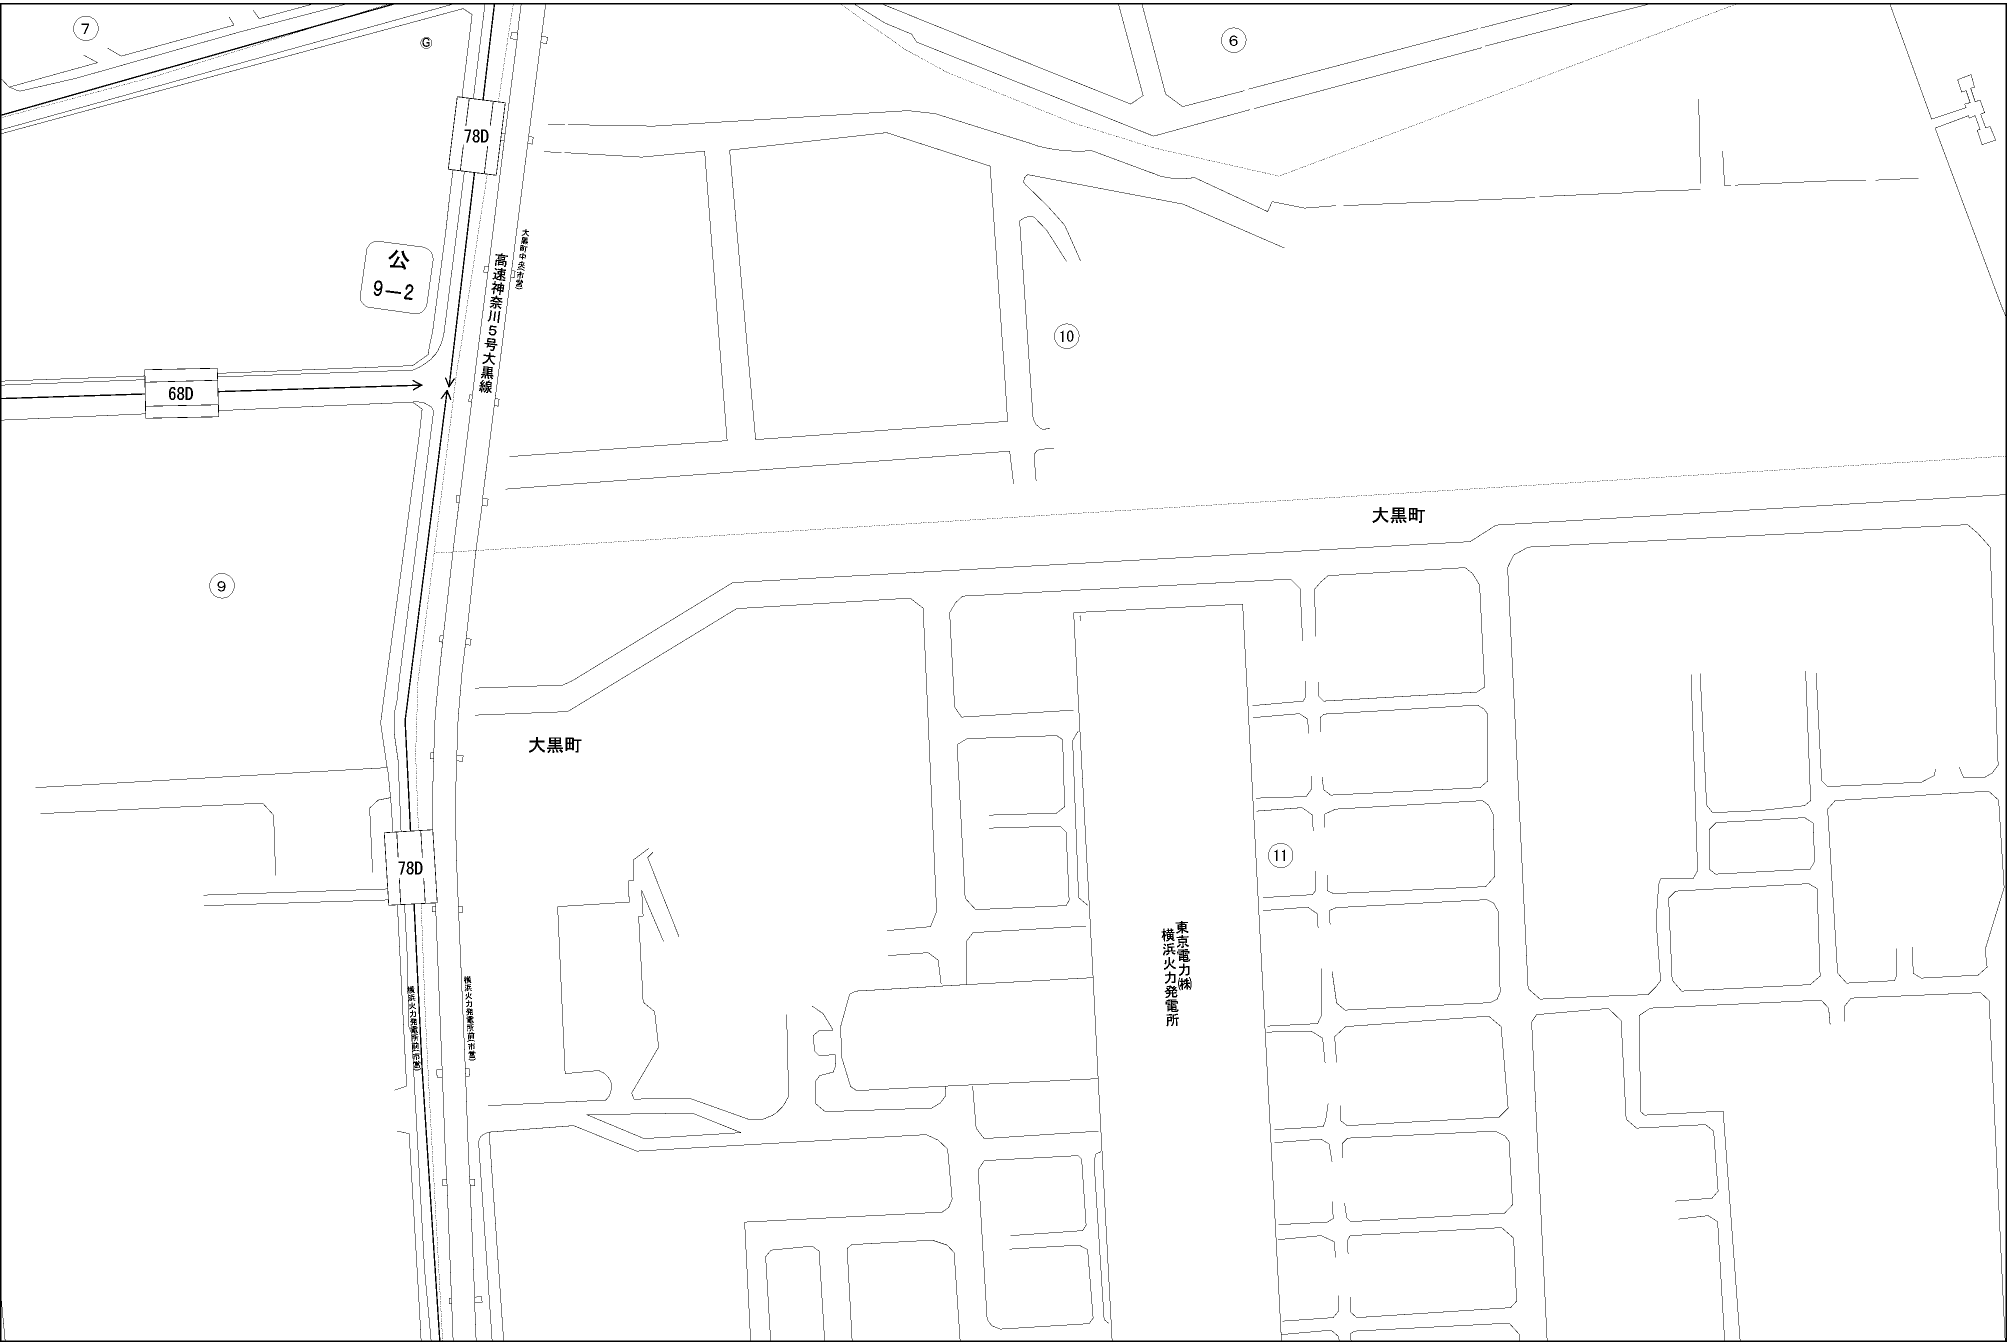 7
G
6
78D
大黒町中央(市営)
公
9-2
高速神奈川5号大黒線
10
68D
大黒町
9
大黒町
11
78D
東京電力㈱
横浜火力発電所
横浜火力発電所前(市営)
横浜火力発電所前(市営)